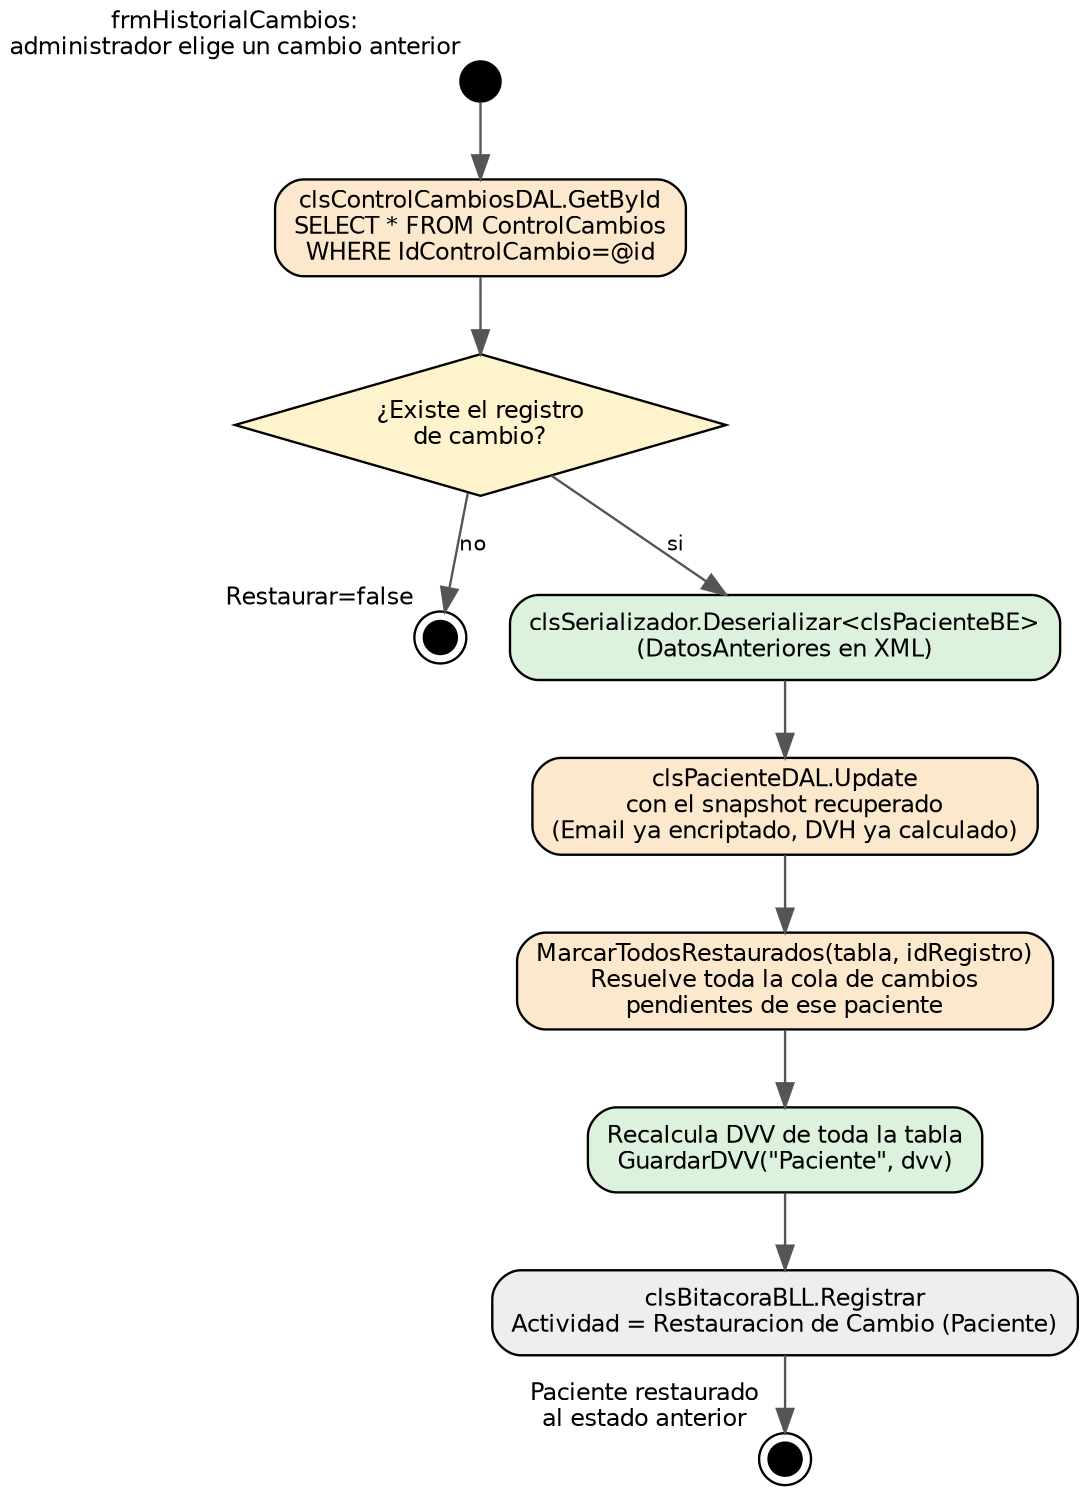 frmHistorialCambios:
administrador elige un cambio anterior
clsControlCambiosDAL.GetById
SELECT * FROM ControlCambios
WHERE IdControlCambio=@id
¿Existe el registro
de cambio?
no
si
Restaurar=false
clsSerializador.Deserializar<clsPacienteBE>
(DatosAnteriores en XML)
clsPacienteDAL.Update
con el snapshot recuperado
(Email ya encriptado, DVH ya calculado)
MarcarTodosRestaurados(tabla, idRegistro)
Resuelve toda la cola de cambios
pendientes de ese paciente
Recalcula DVV de toda la tabla
GuardarDVV("Paciente", dvv)
clsBitacoraBLL.Registrar
Actividad = Restauracion de Cambio (Paciente)
Paciente restaurado
al estado anterior